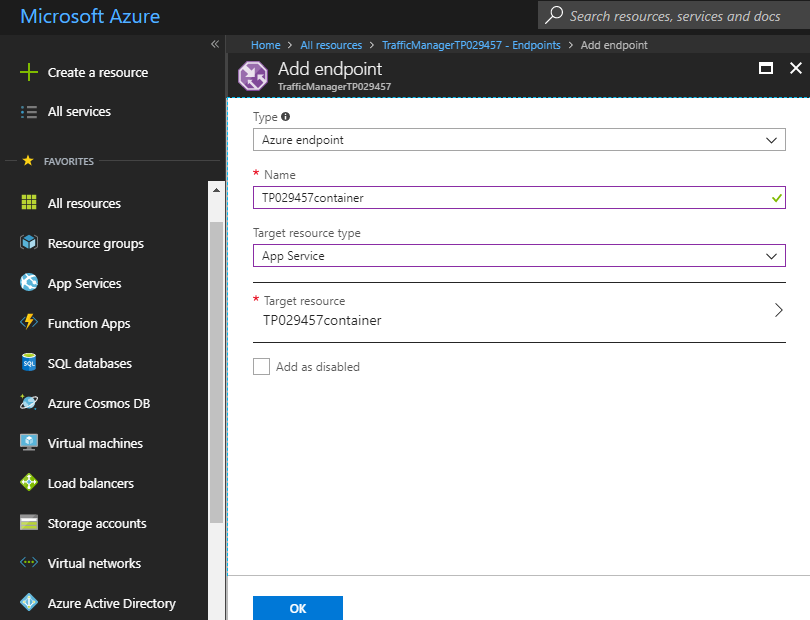 Microsoft Azure
Search resources, services and docs
«
Home > All resources > TrafficManagerTP029457 - Endpoints > Add endpoint
Add endpoint
TrafficManagerTP029457
Create a resource
All services
FAVORITES
All resources
Resource groups
App Services
Function Apps
SQL databases
Azure Cosmos DB
Virtual machines
Load balancers
Storage accounts
Virtual networks
Azure Active Directory
Type
Azure endpoint
* Name
TP029457container
Target resource type
App Service
* Target resource
TP029457container
Add as disabled
OK